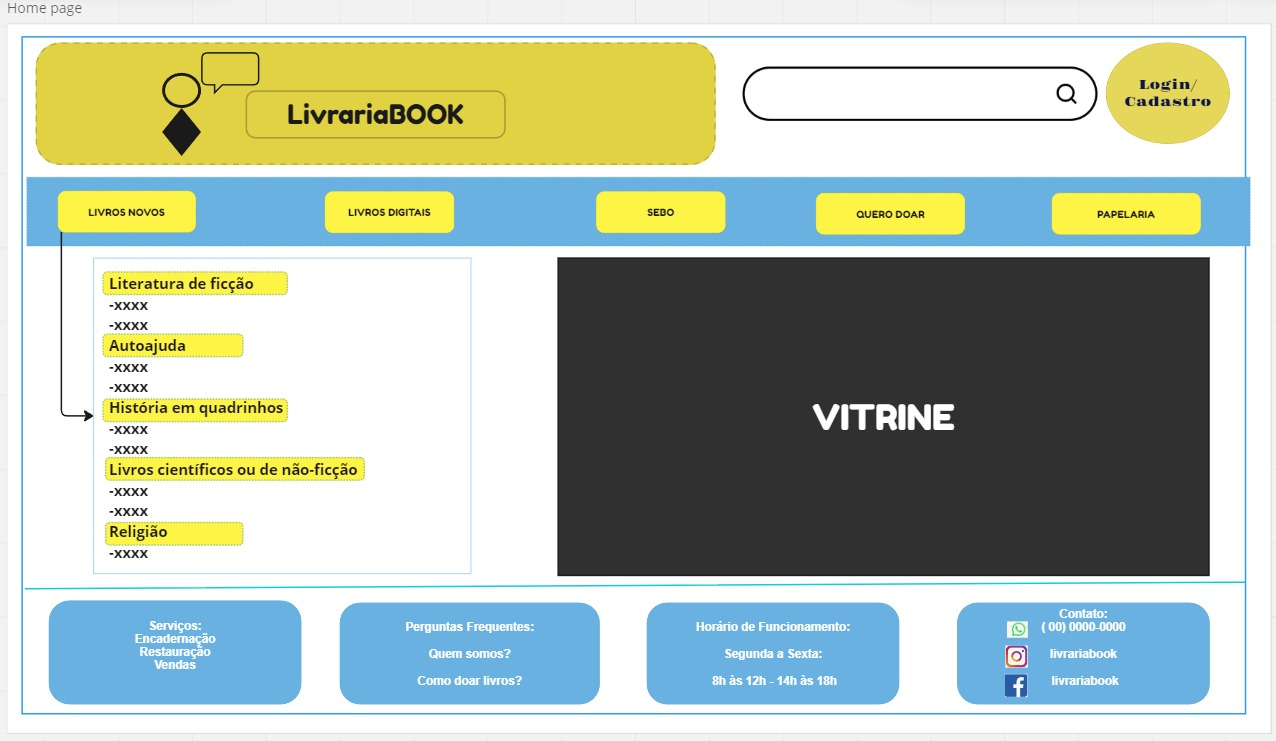 Home page
LivrariaBOOK
Login/
Cadastro
LIVROS NOVOS
LIVROS DIGITAIS
SEBO
QUERO DOAR
PAPELARIA
Literatura de ficção
-xxxx
-xxxx
Autoajuda
-xxxx
-xxxx
História em quadrinhos
-xxxx
-xxxx
Livros científicos ou de não-ficção
-xxxx
-xxxx
Religião
-xxxx
VITRINE
Serviços:
Encadernação
Restauração
Vendas
Perguntas Frequentes:
Quem somos?
Como doar livros?
Horário de Funcionamento:
Segunda a Sexta:
8h às 12h - 14h às 18h
Contato:
( 00) 0000-0000
livrariabook
livrariabook